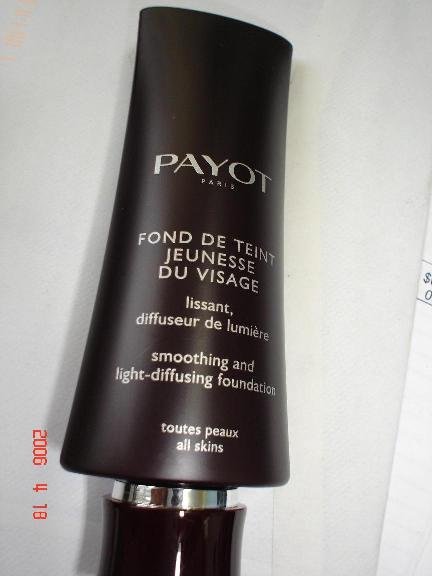 PAYOT
PARIS
FOND DE TEINT
JEUNESSE
DU VISAGE
lissant,
diffuseur de lumière
smoothing and
light-diffusing foundation
toutes peaux
all skins
2006 4 18